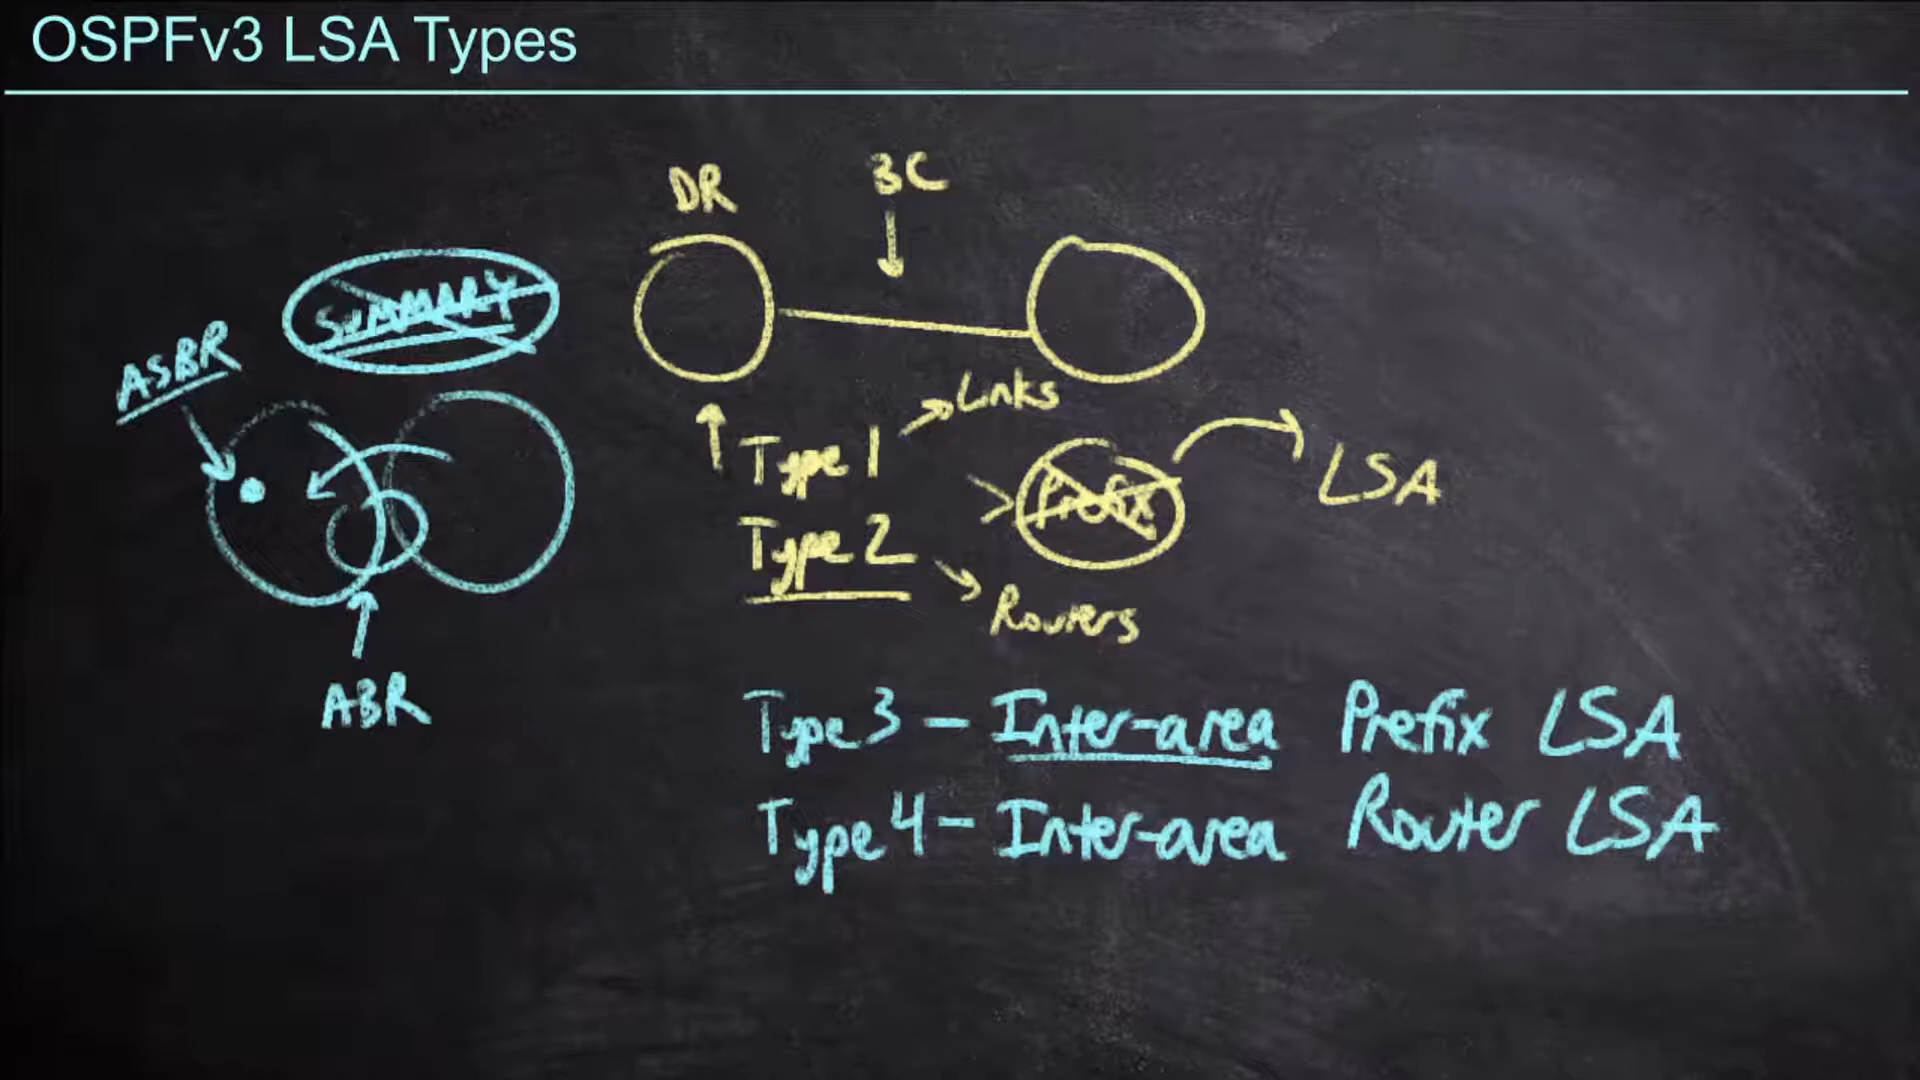 OSPFv3 LSA Types
DR
BC
SUMMARY
ASBR
Links
Type 1
Prefix
LSA
Type 2
Routers
ABR
Type 3 - Inter-area Prefix LSA
Type 4 - Inter-area Router LSA